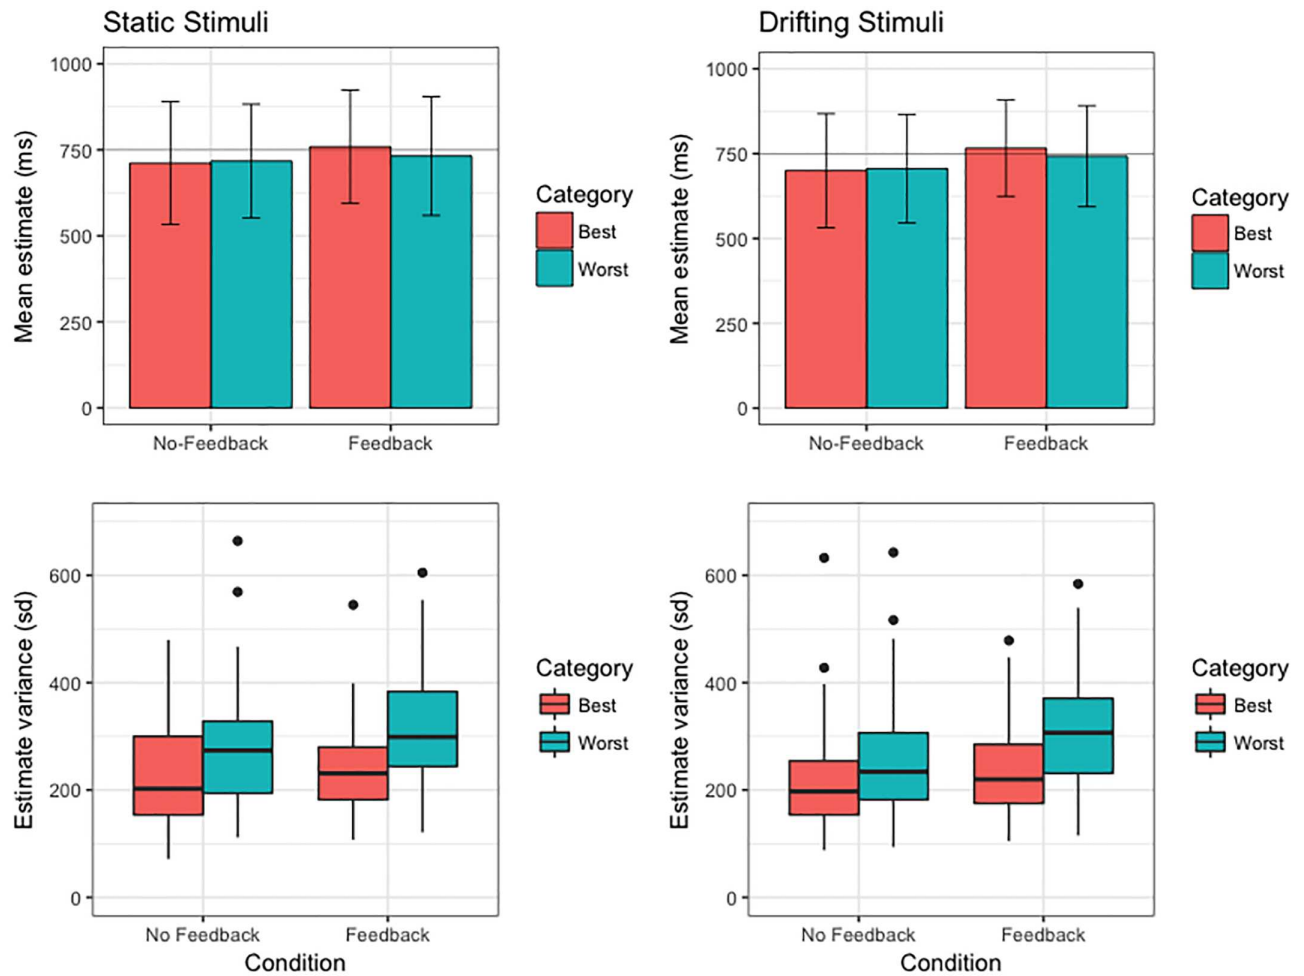 Static Stimuli
Mean estimate (ms)
1000
750
500
250
0
No-Feedback Feedback
Category
Best
Worst
Drifting Stimuli
Mean estimate (ms)
1000
750
500
250
0
No-Feedback Feedback
Category
Best
Worst
Estimate variance (sd)
600
400
200
0
No Feedback Feedback
Condition
Category
Best
Worst
Estimate variance (sd)
600
400
200
0
No Feedback Feedback
Condition
Category
Best
Worst